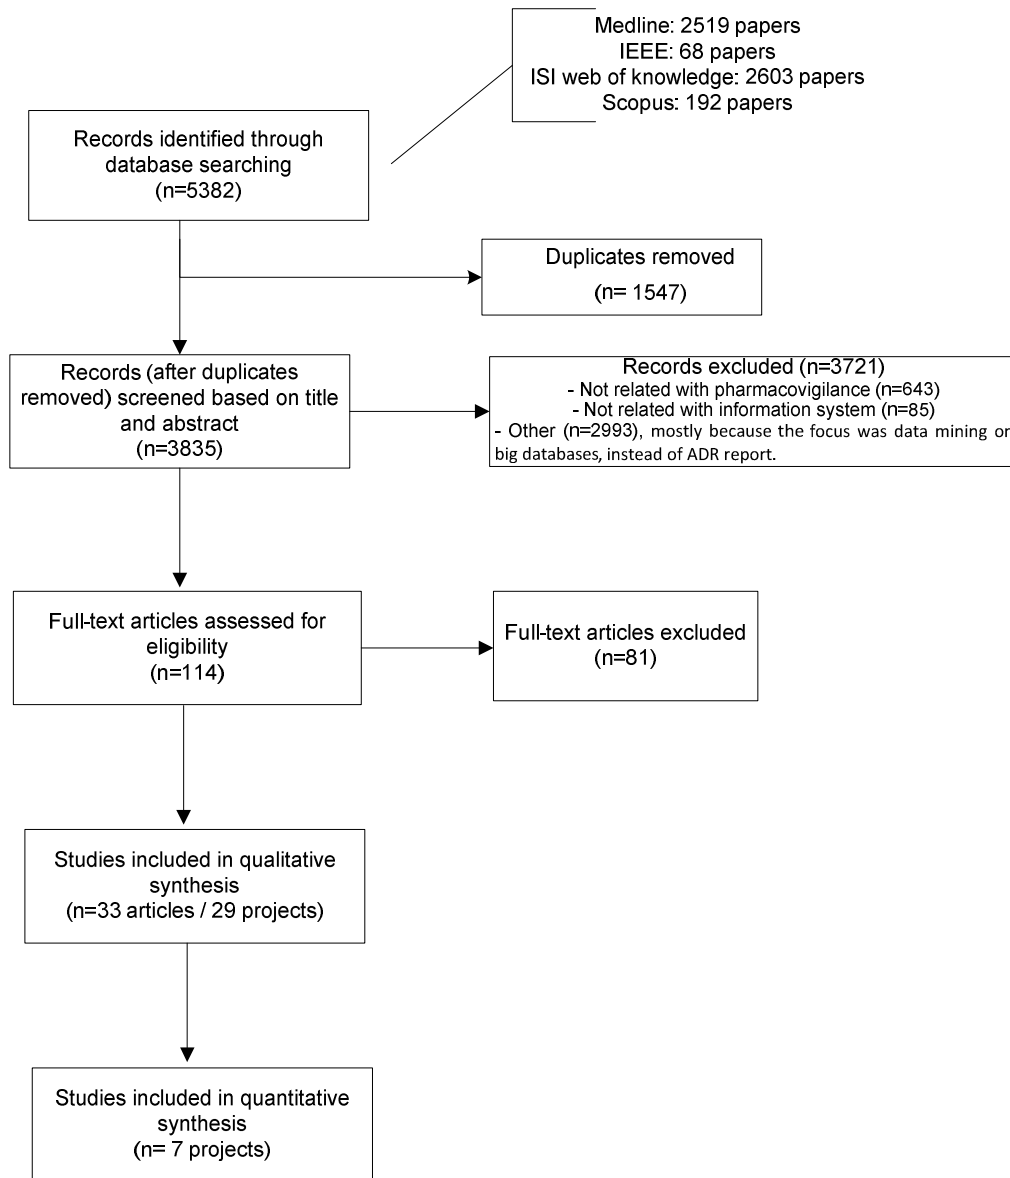 Medline: 2519 papers
IEEE: 68 papers
ISI web of knowledge: 2603 papers
Scopus: 192 papers
Records identified through
database searching
(n=5382)
Duplicates removed
(n= 1547)
Records (after duplicates
removed) screened based on title
and abstract
(n=3835)
Records excluded (n=3721)
- Not related with pharmacovigilance (n=643)
- Not related with information system (n=85)
- Other (n=2993), mostly because the focus was data mining or
big databases, instead of ADR report.
Full-text articles assessed for
eligibility
(n=114)
Full-text articles excluded
(n=81)
Studies included in qualitative
synthesis
(n=33 articles / 29 projects)
Studies included in quantitative
synthesis
(n= 7 projects)